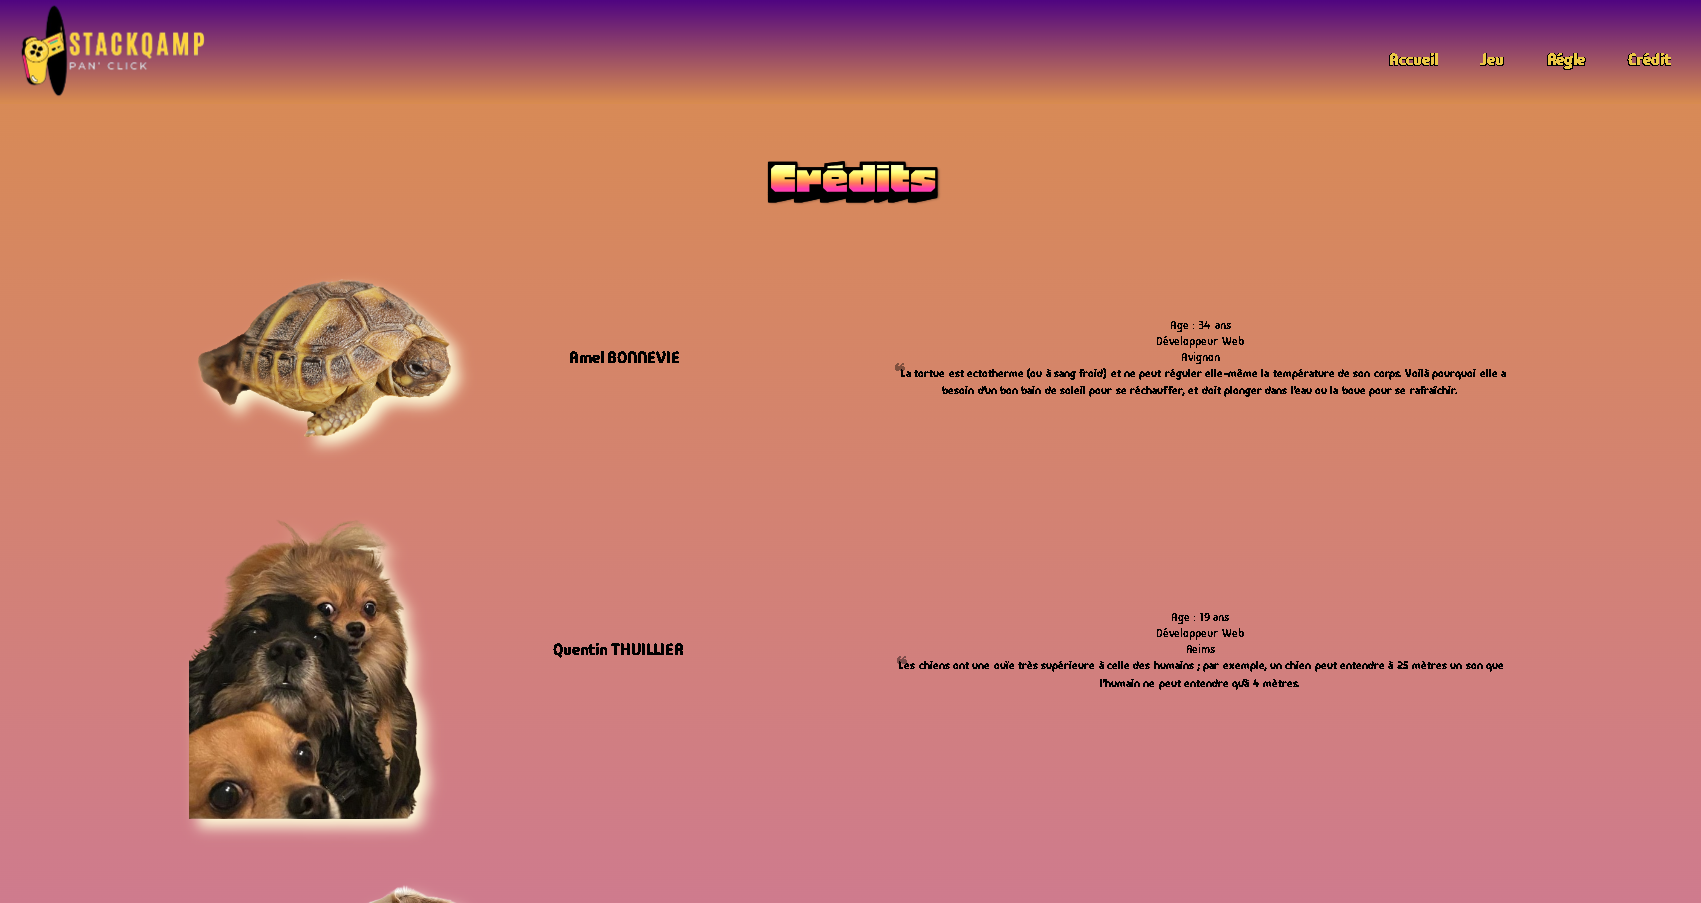 STACKQAMP
PAN' CLICK
Accueil
Jeu
Régle
Crédit
Crédits
Amel BONNEVIE
Age : 34 ans
Développeur Web
Avignon
❝La tortue est ectotherme (ou à sang froid) et ne peut réguler elle-même la température de son corps. Voilà pourquoi elle a
besoin d'un bon bain de soleil pour se réchauffer, et doit plonger dans l'eau ou la boue pour se rafraîchir.
Quentin THUILLIER
Age : 19 ans
Développeur Web
Reims
❝Les chiens ont une ouïe très supérieure à celle des humains ; par exemple, un chien peut entendre à 25 mètres un son que
l'humain ne peut entendre qu'à 4 mètres.